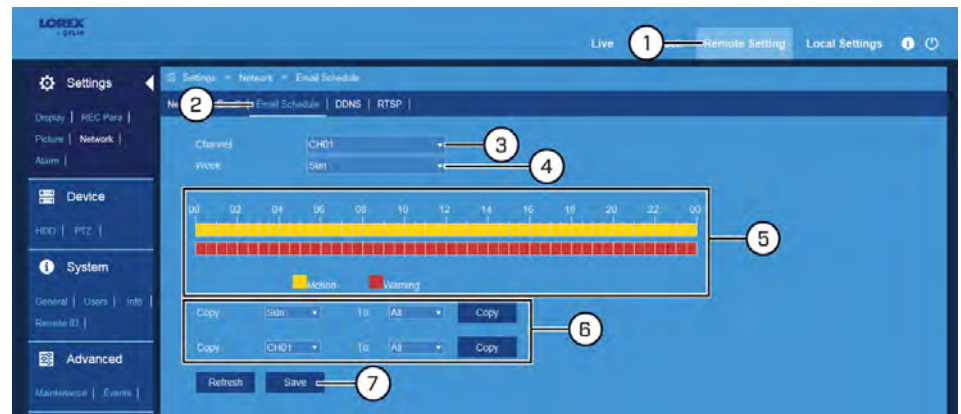 LOREX
Live
1
Remote Setting
Local Settings
Settings
Settings
Network
Email Schedule
2
Email Schedule | DDNS | RTSP |
Display | REC Para |
Picture | Network |
Alarm |
Channel
CH01
3
Week
Sun
4
Device
HDD | PTZ |
00 02 04 06 08 10 12 14 16 18 20 22 00
5
Motion
Warning
System
General | Users | Info |
Remote ID |
Copy Sun To All Copy
6
Copy CH01 To All Copy
Advanced
Maintenance | Events |
Refresh
Save
7